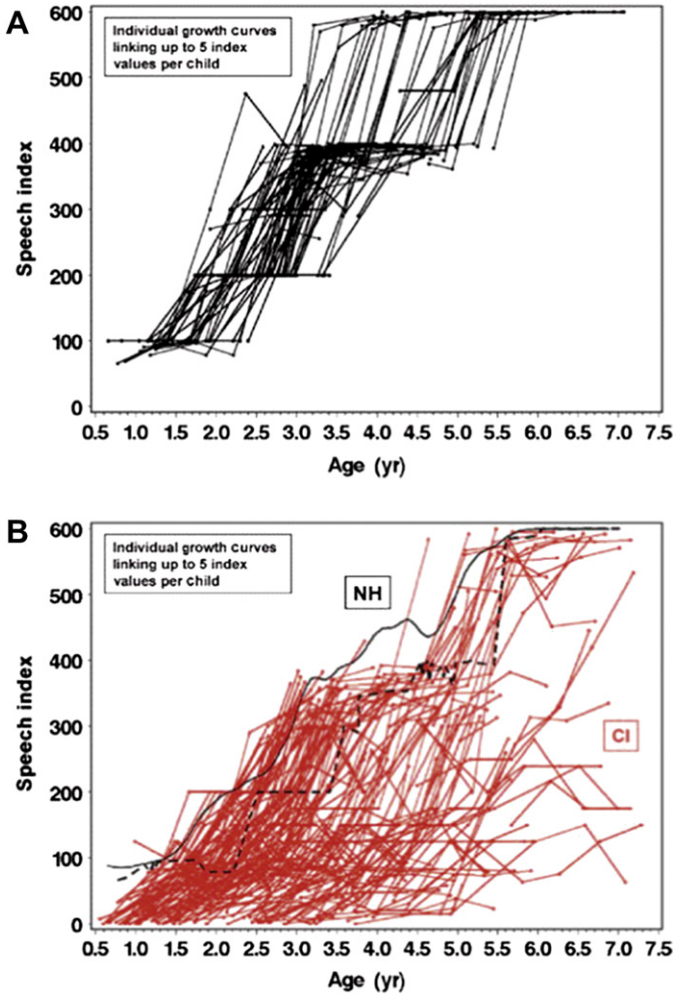 A
Individual growth curves
linking up to 5 index
values per child
600
500
400
300
200
100
0
Speech index
0.5 1.0 1.5 2.0 2.5 3.0 3.5 4.0 4.5 5.0 5.5 6.0 6.5 7.0 7.5
Age (yr)
B
Individual growth curves
linking up to 5 index
values per child
NH
CI
600
500
400
300
200
100
0
Speech index
0.5 1.0 1.5 2.0 2.5 3.0 3.5 4.0 4.5 5.0 5.5 6.0 6.5 7.0 7.5
Age (yr)